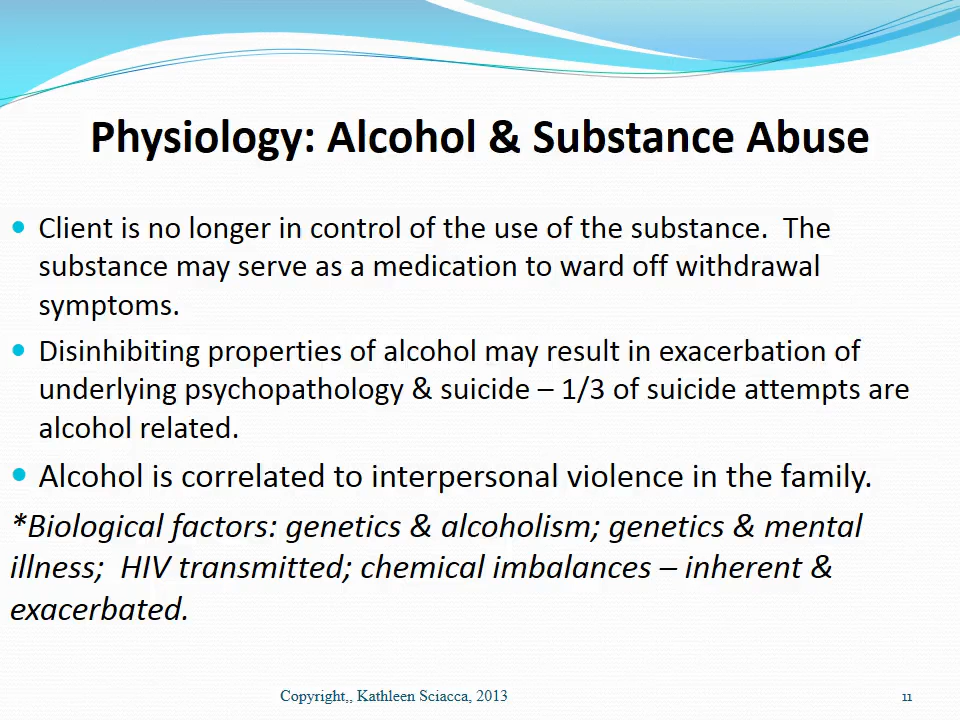 Physiology: Alcohol & Substance Abuse
• Client is no longer in control of the use of the substance.  The
substance may serve as a medication to ward off withdrawal
symptoms.
• Disinhibiting properties of alcohol may result in exacerbation of
underlying psychopathology & suicide – 1/3 of suicide attempts are
alcohol related.
• Alcohol is correlated to interpersonal violence in the family.
*Biological factors: genetics & alcoholism; genetics & mental
illness;  HIV transmitted; chemical imbalances – inherent &
exacerbated.
Copyright,, Kathleen Sciacca, 2013
11